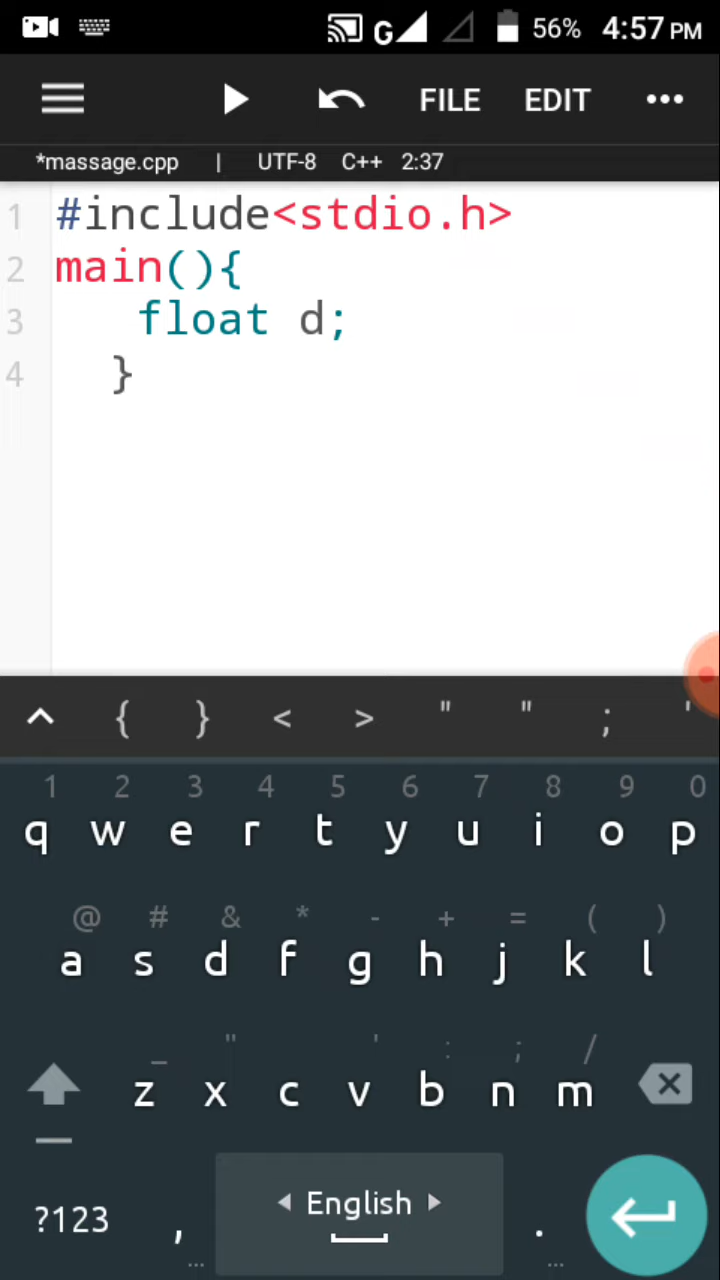 G 56% 4:57 PM
FILE EDIT •••
*massage.cpp | UTF-8 C++ 2:37
1 #include<stdio.h>
2 main(){
3 float d;
4 }
{ } < > " " ; '
1 2 3 4 5 6 7 8 9 0
q w e r t y u i o p
@ # & * - + = ( )
a s d f g h j k l
_ " ' : ; /
z x c v b n m
?123 , English .